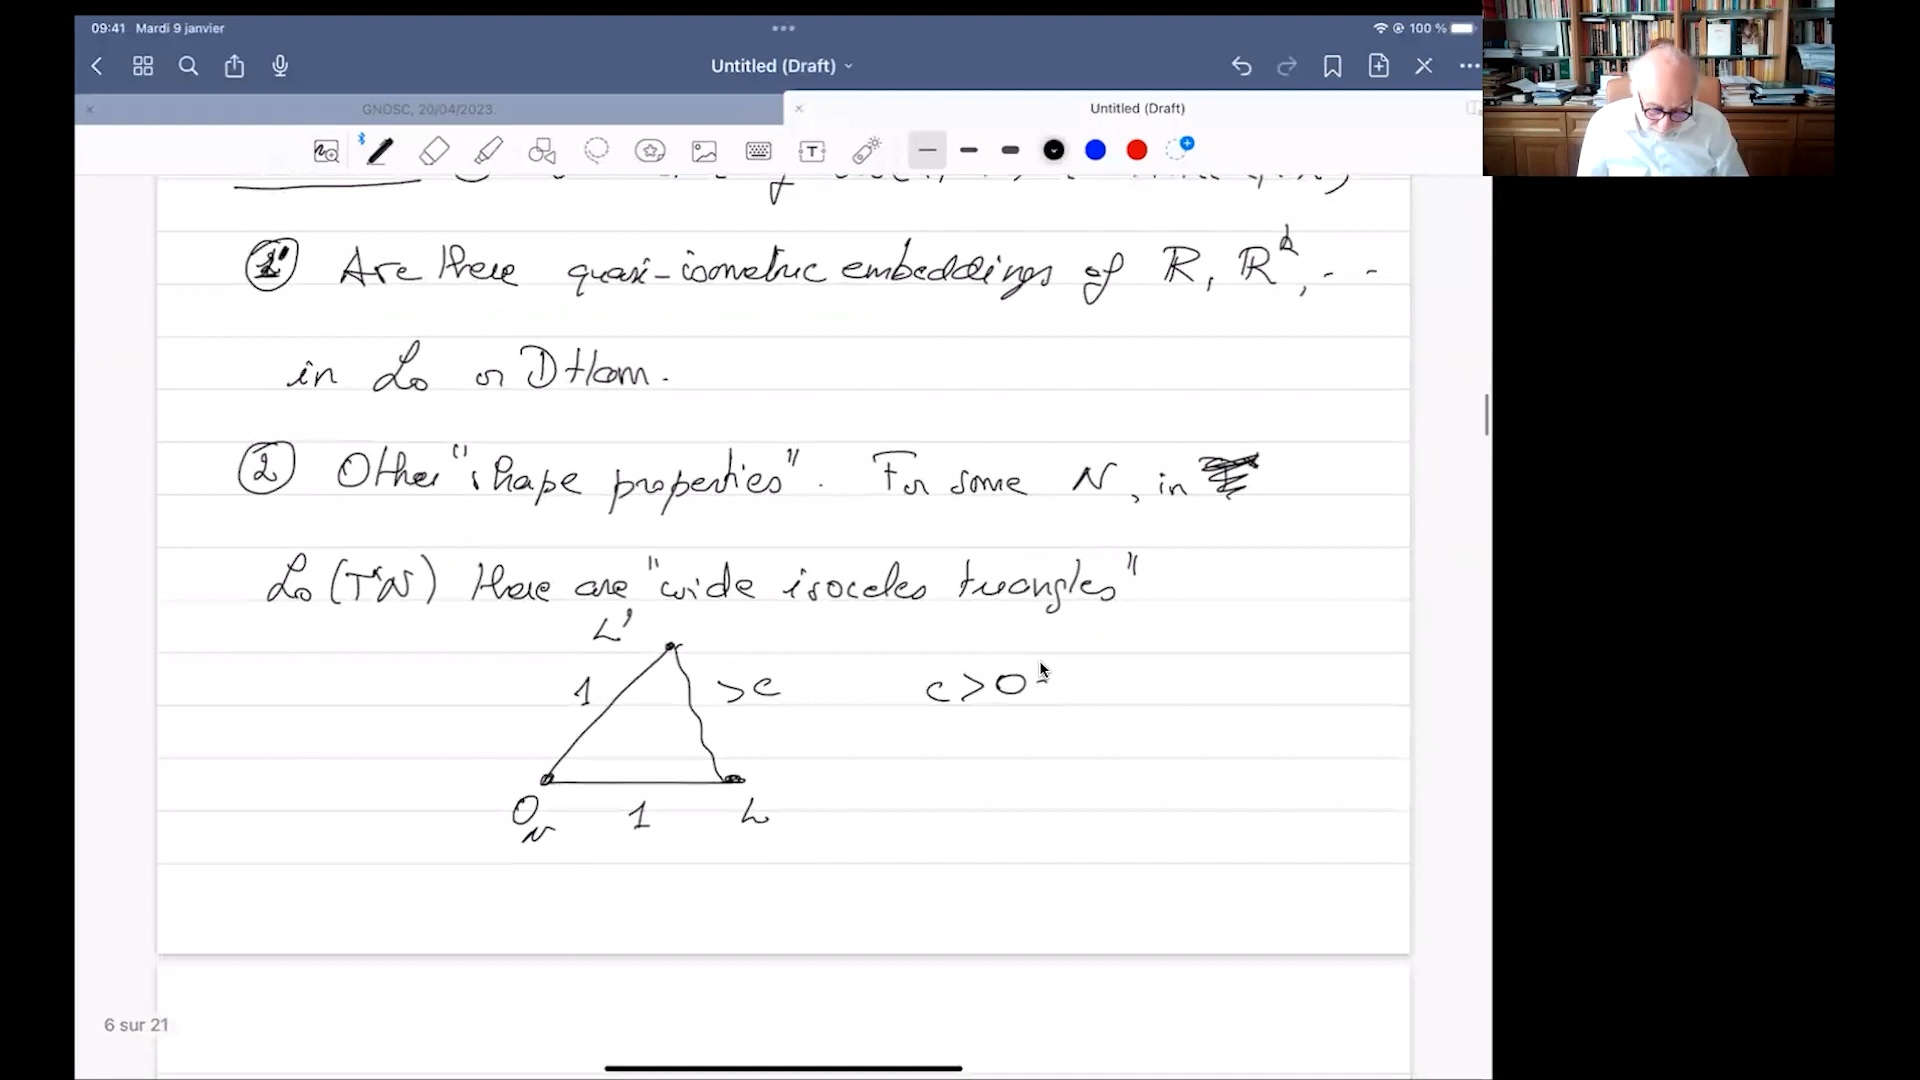 09:41 Mardi 9 janvier
100 %
Untitled (Draft)
GNOSC, 20/04/2023.
Untitled (Draft)
1' Are there quasi-isometric embeddings of ℝ, ℝᵏ, . .
in 𝓛₀ or DHam.
2 Other "shape properties". For some N, in
𝓛₀(T*N) there are "wide isoceles triangles"
L'
1 >c c>0
O_N 1 L
6 sur 21